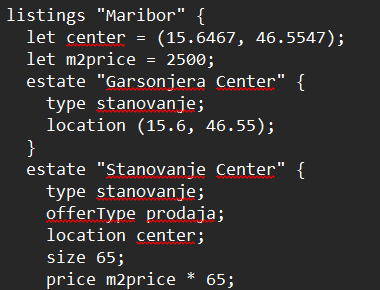 listings "Maribor" {
  let center = (15.6467, 46.5547);
  let m2price = 2500;
  estate "Garsonjera Center" {
    type stanovanje;
    location (15.6, 46.55);
  }
  estate "Stanovanje Center" {
    type stanovanje;
    offerType prodaja;
    location center;
    size 65;
    price m2price * 65;